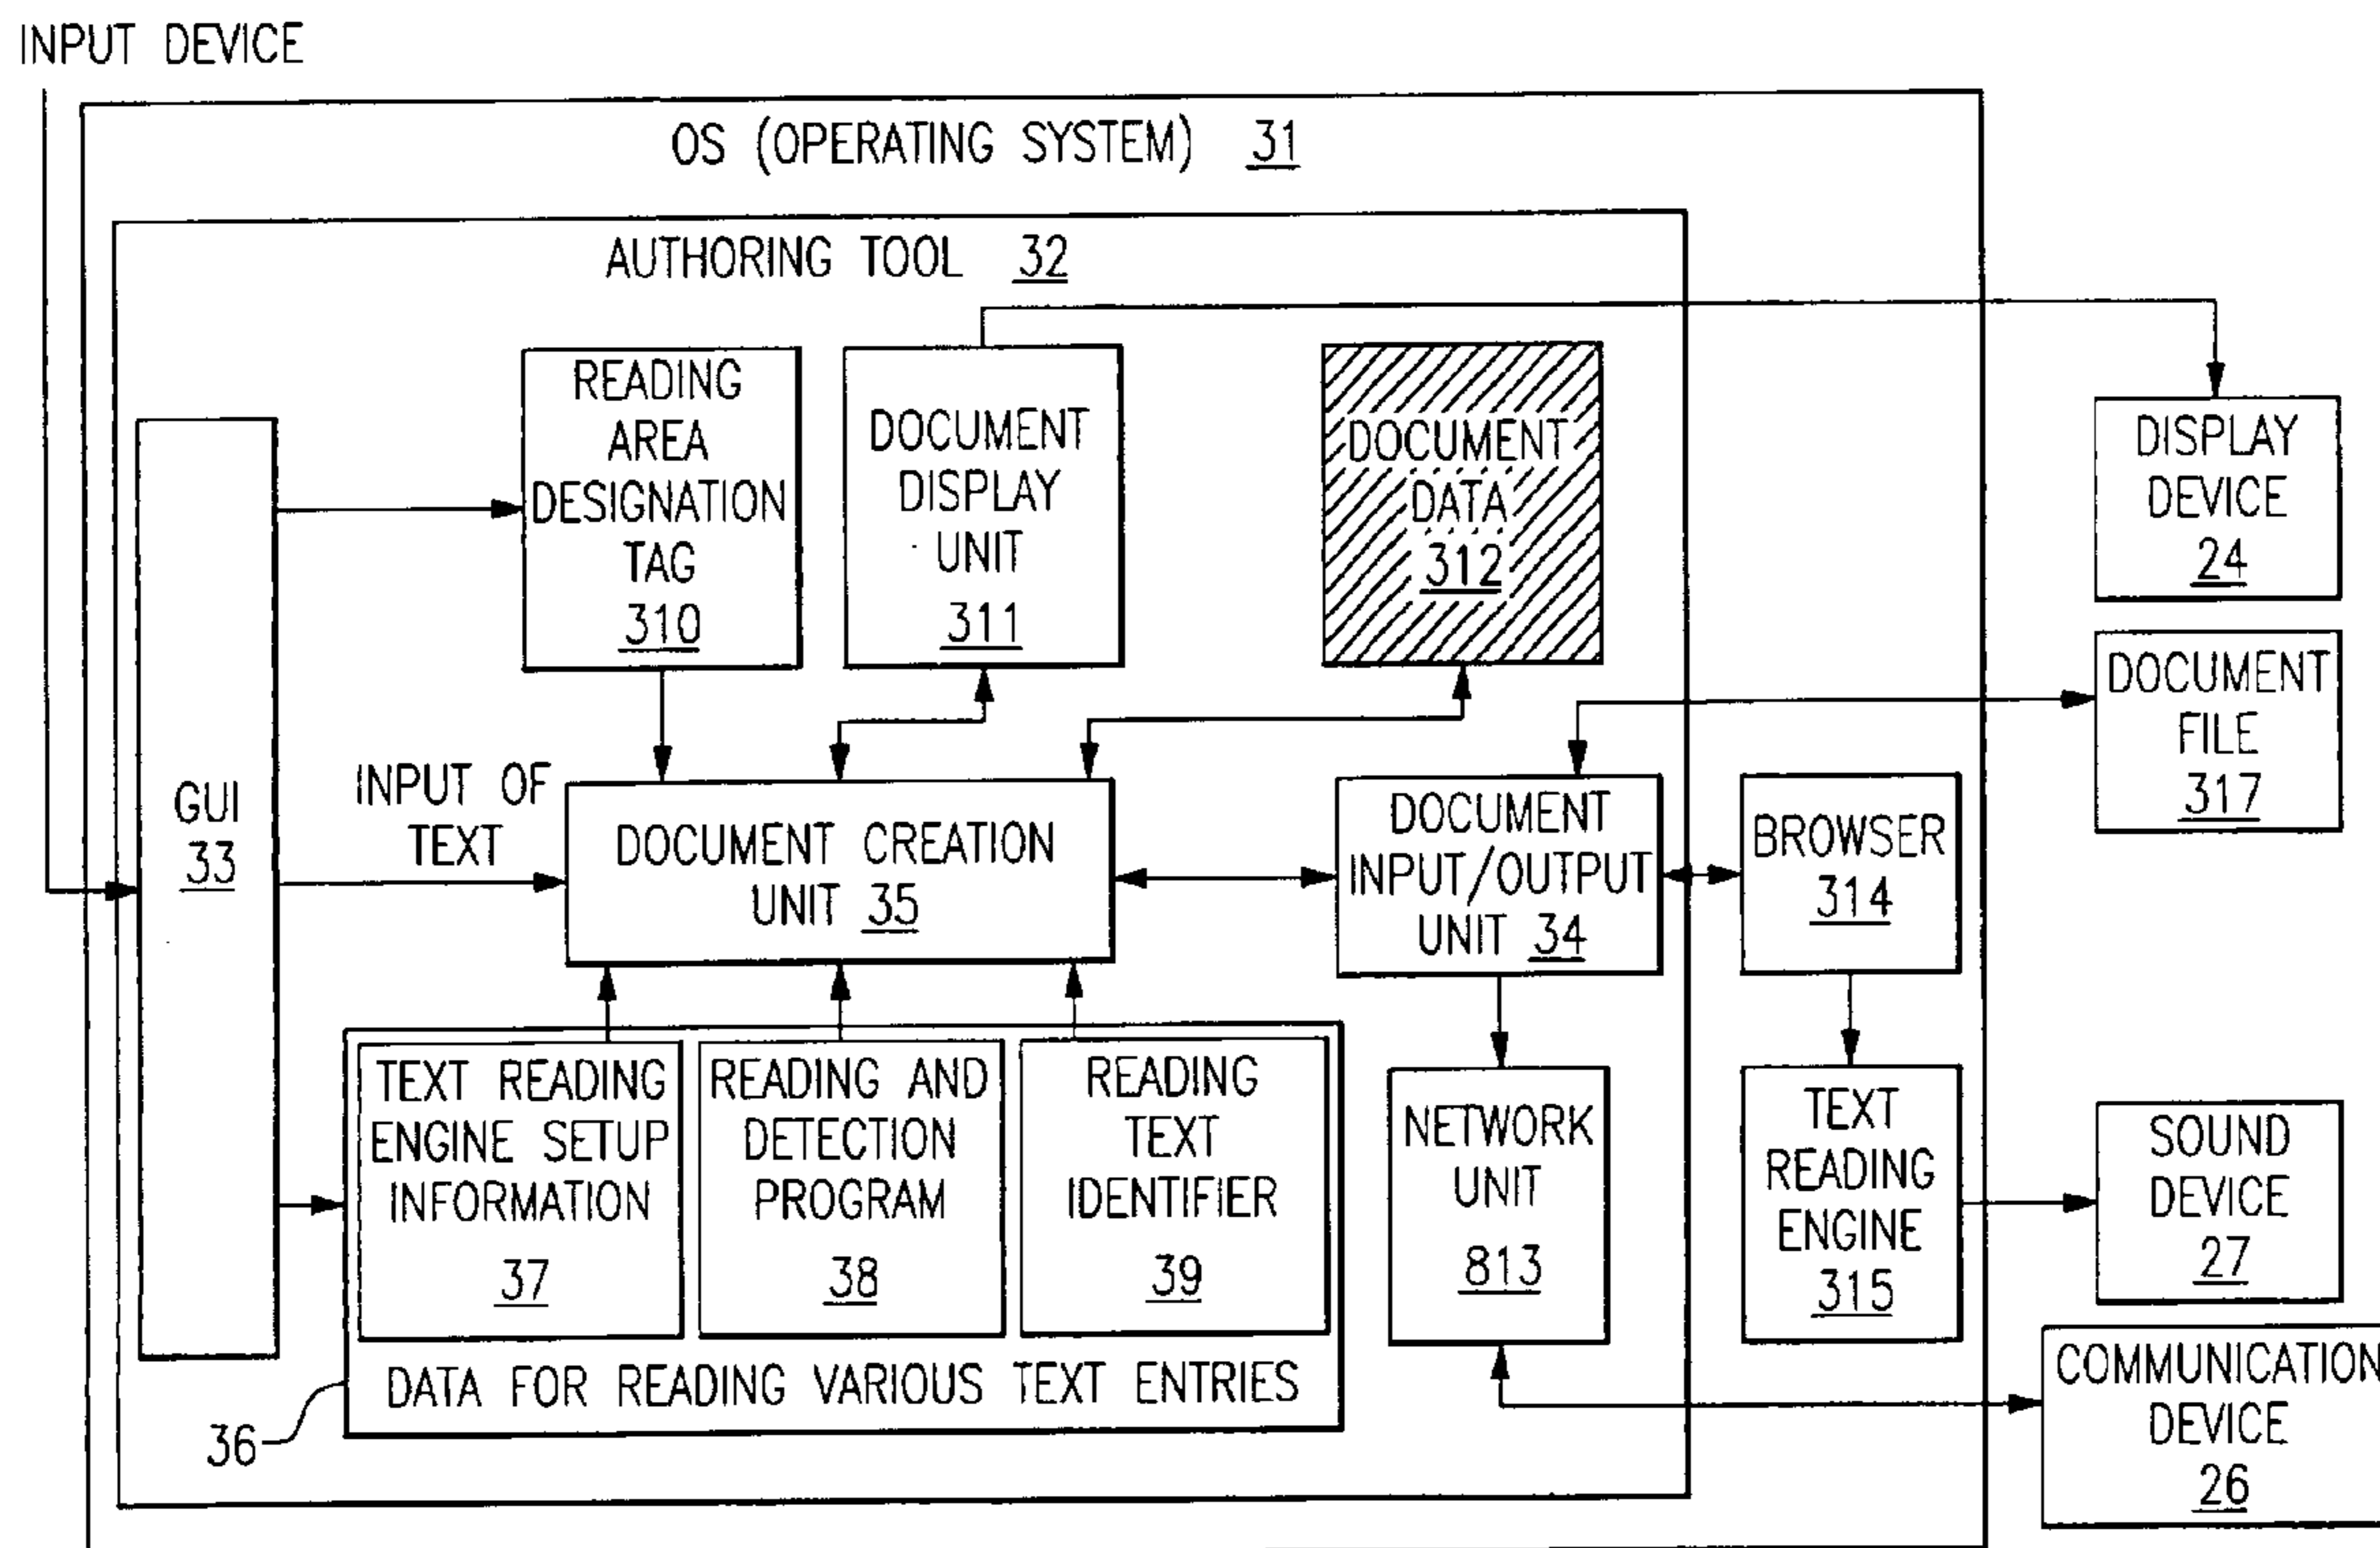 INPUT DEVICE
OS (OPERATING SYSTEM) 31
AUTHORING TOOL 32
READING
AREA
DESIGNATION
TAG
310
DOCUMENT
DISPLAY
UNIT
311
DOCUMENT
DATA
312
DISPLAY
DEVICE
24
DOCUMENT
FILE
317
GUI
33
INPUT OF
TEXT
DOCUMENT CREATION
UNIT 35
DOCUMENT
INPUT/OUTPUT
UNIT 34
BROWSER
314
TEXT READING
ENGINE SETUP
INFORMATION
37
READING AND
DETECTION
PROGRAM
38
READING
TEXT
IDENTIFIER
39
DATA FOR READING VARIOUS TEXT ENTRIES
36
NETWORK
UNIT
813
TEXT
READING
ENGINE
315
SOUND
DEVICE
27
COMMUNICATION
DEVICE
26